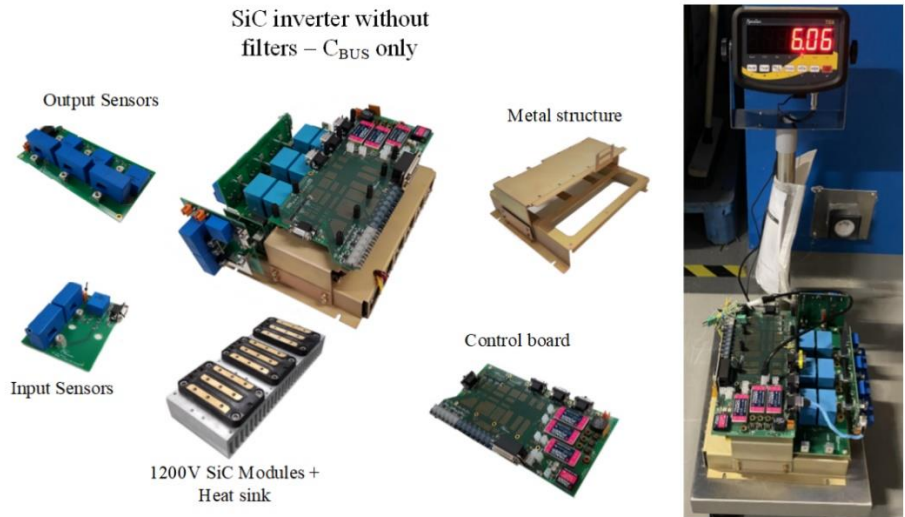 SiC inverter without
filters – CBUS only
Output Sensors
Metal structure
Input Sensors
Control board
1200V SiC Modules +
Heat sink
6.06